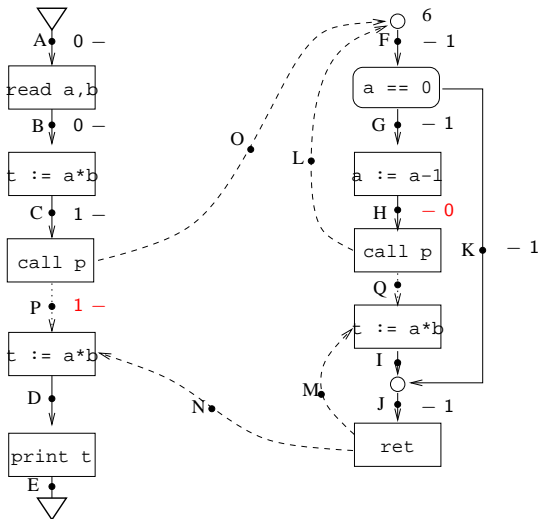 6
A 0 −
F − 1
read a,b
a == 0
B 0 −
G − 1
O
L
t := a*b
a := a-1
C 1 −
H − 0
call p
call p
K − 1
P 1 −
Q
t := a*b
t := a*b
I
D
M
N
J − 1
print t
ret
E